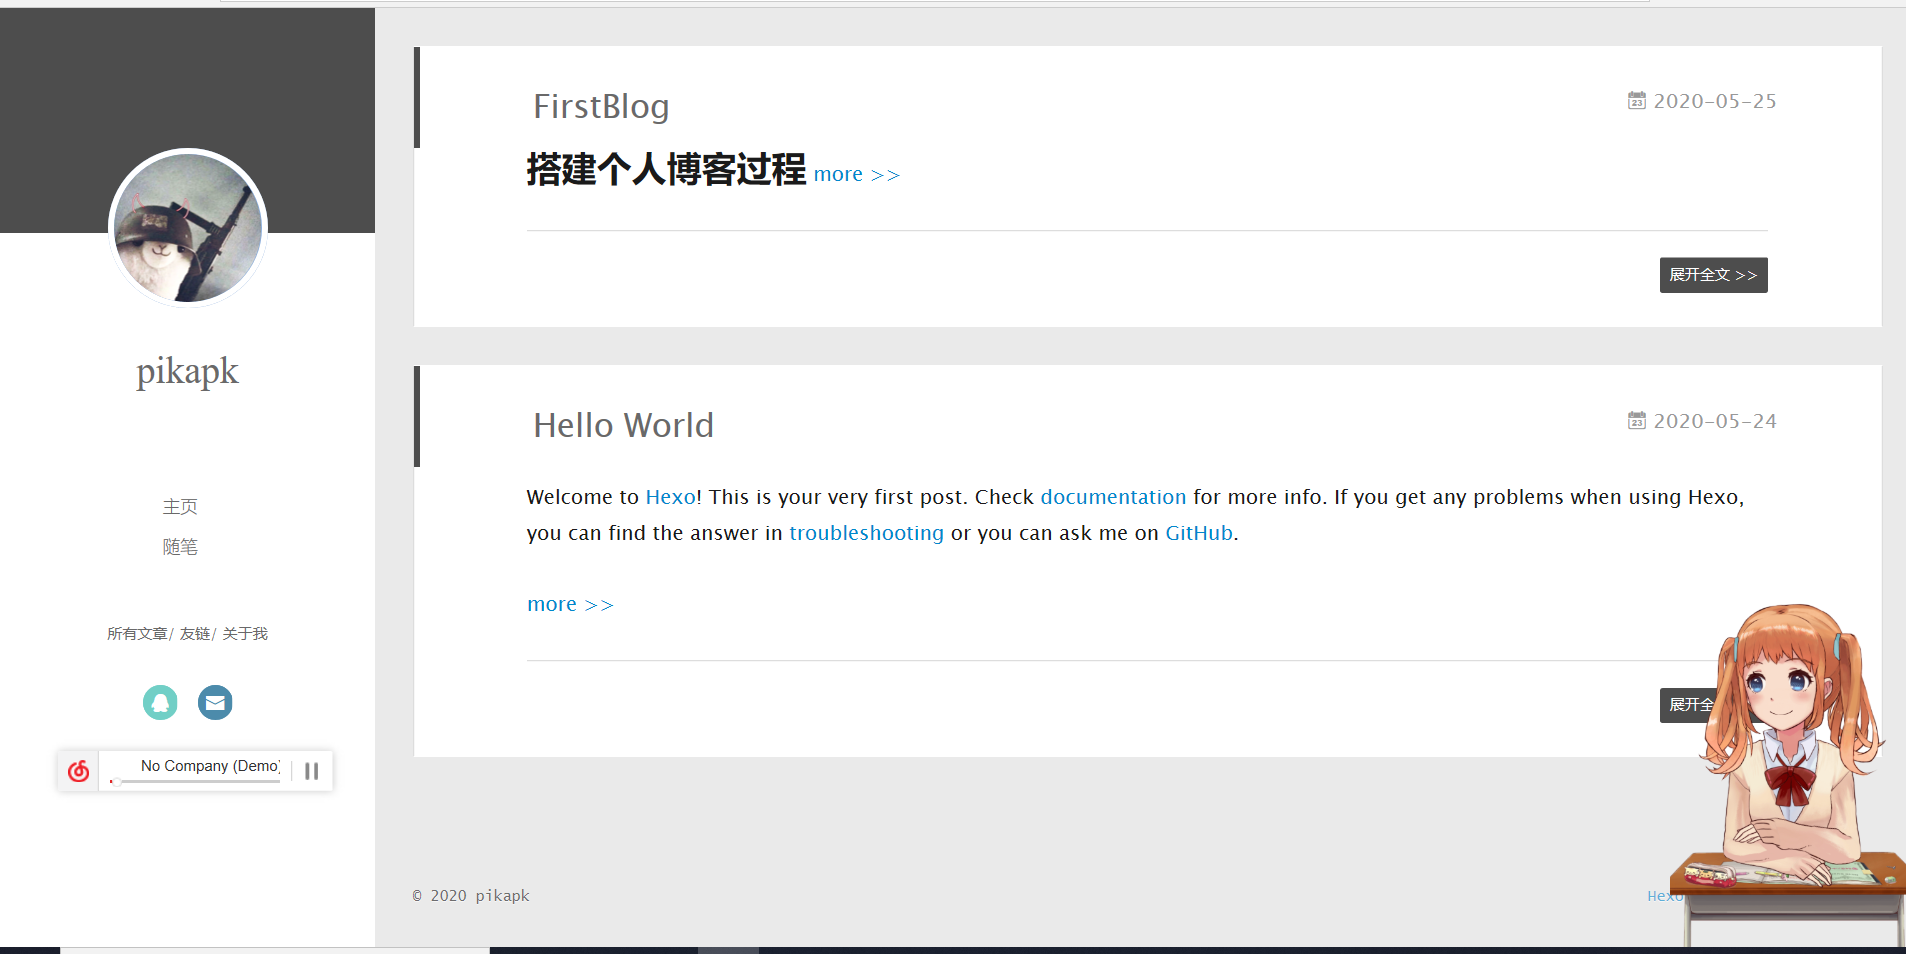 pikapk
主页
随笔
所有文章/ 友链/ 关于我
No Company (Demo)
FirstBlog
23 2020-05-25
搭建个人博客过程 more >>
展开全文 >>
Hello World
23 2020-05-24
Welcome to Hexo! This is your very first post. Check documentation for more info. If you get any problems when using Hexo,
you can find the answer in troubleshooting or you can ask me on GitHub.
more >>
展开全
© 2020 pikapk
Hexo